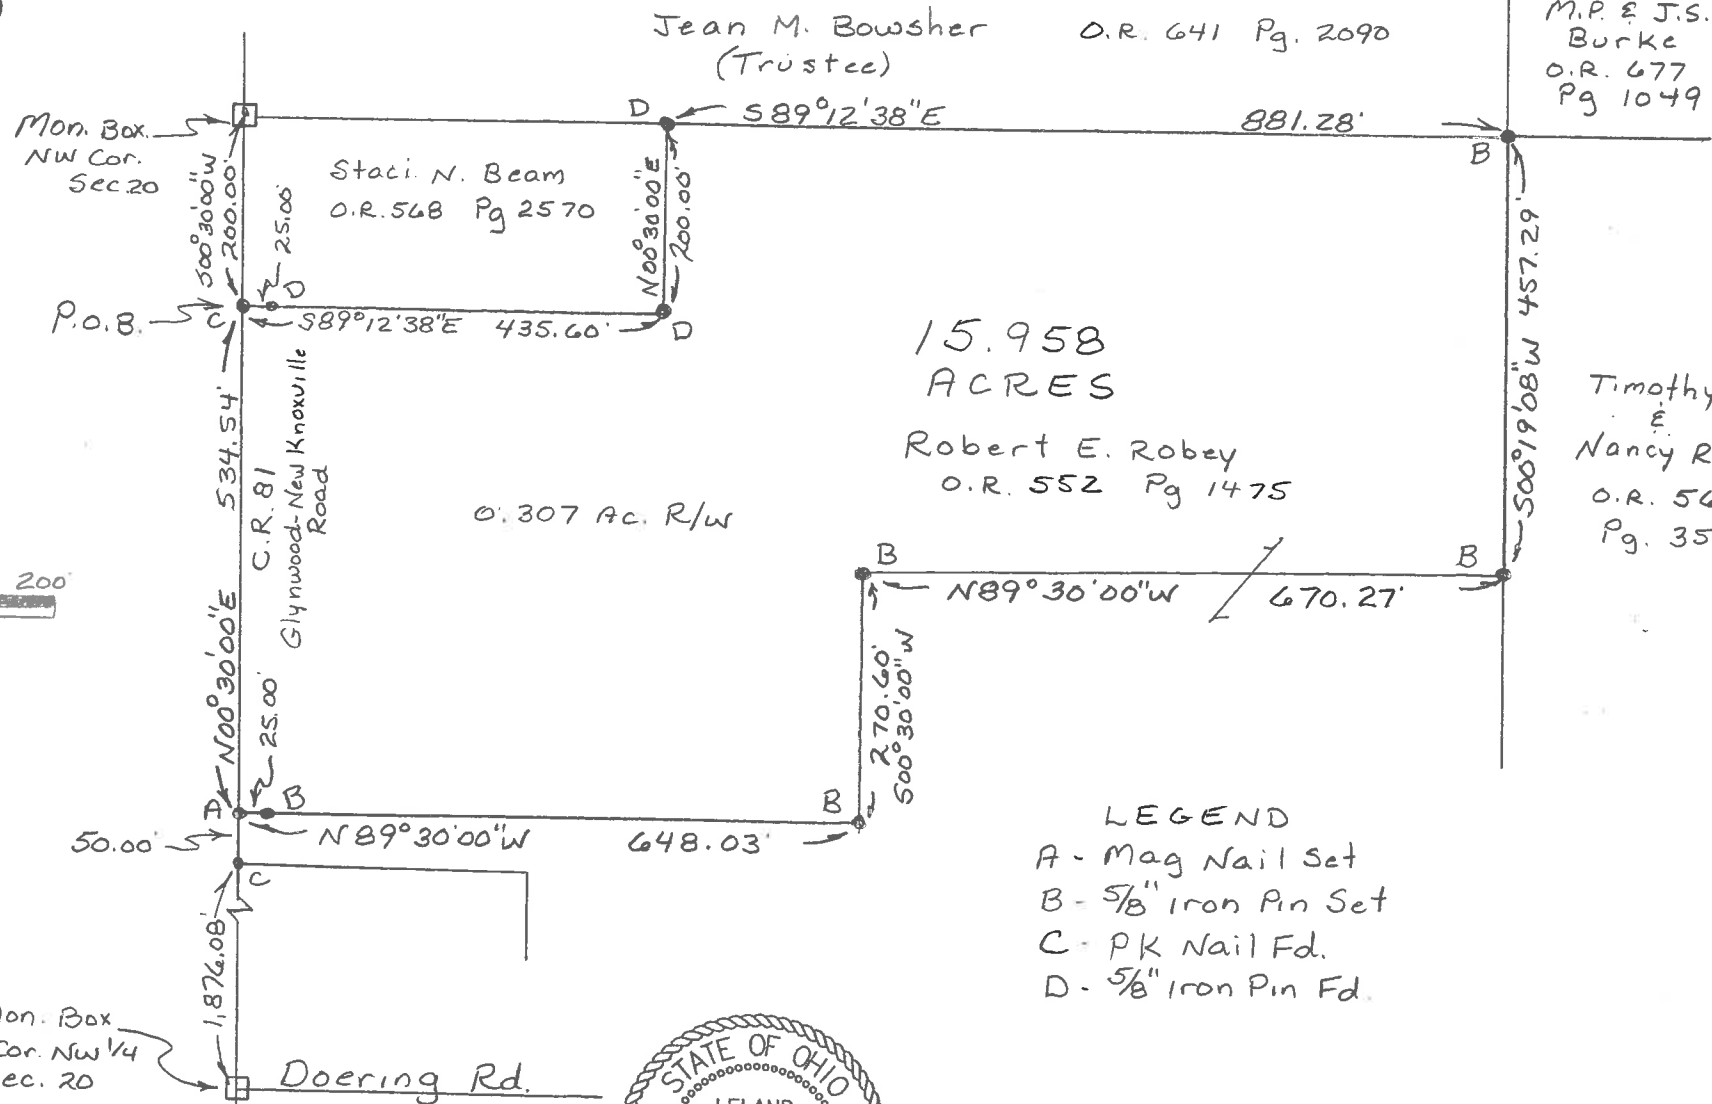 Jean M. Bowsher
(Trustee)
O.R. 641 Pg. 2090
M.P. & J.S.
Burke
O.R. 677
Pg 1049
Mon. Box.
NW Cor.
Sec. 20
D
S89°12'38"E
881.28'
B
Staci. N. Beam
O.R. 568 Pg 2570
S00°30'00"W
200.00'
25.00'
N00°30'00"E
200.00'
P.O.B.
C
D
S89°12'38"E 435.60'
D
S00°19'08"W 457.29'
15.958
ACRES
Robert E. Robey
O.R. 552 Pg 1475
Timothy
&
Nancy R
O.R. 56
Pg. 35
N00°30'00"E 534.54'
C.R. 81
Glynwood-New Knoxville
Road
0.307 Ac. R/W
200'
B
B
N89°30'00"W
670.27'
270.60'
S00°30'00"W
25.00'
A
B
B
N89°30'00"W
648.03'
50.00'
C
1,876.08'
LEGEND
A - Mag Nail Set
B - 5/8" Iron Pin Set
C - PK Nail Fd.
D - 5/8" Iron Pin Fd.
on. Box
Cor. NW 1/4
ec. 20
Doering Rd.
STATE OF OHIO
LELAND